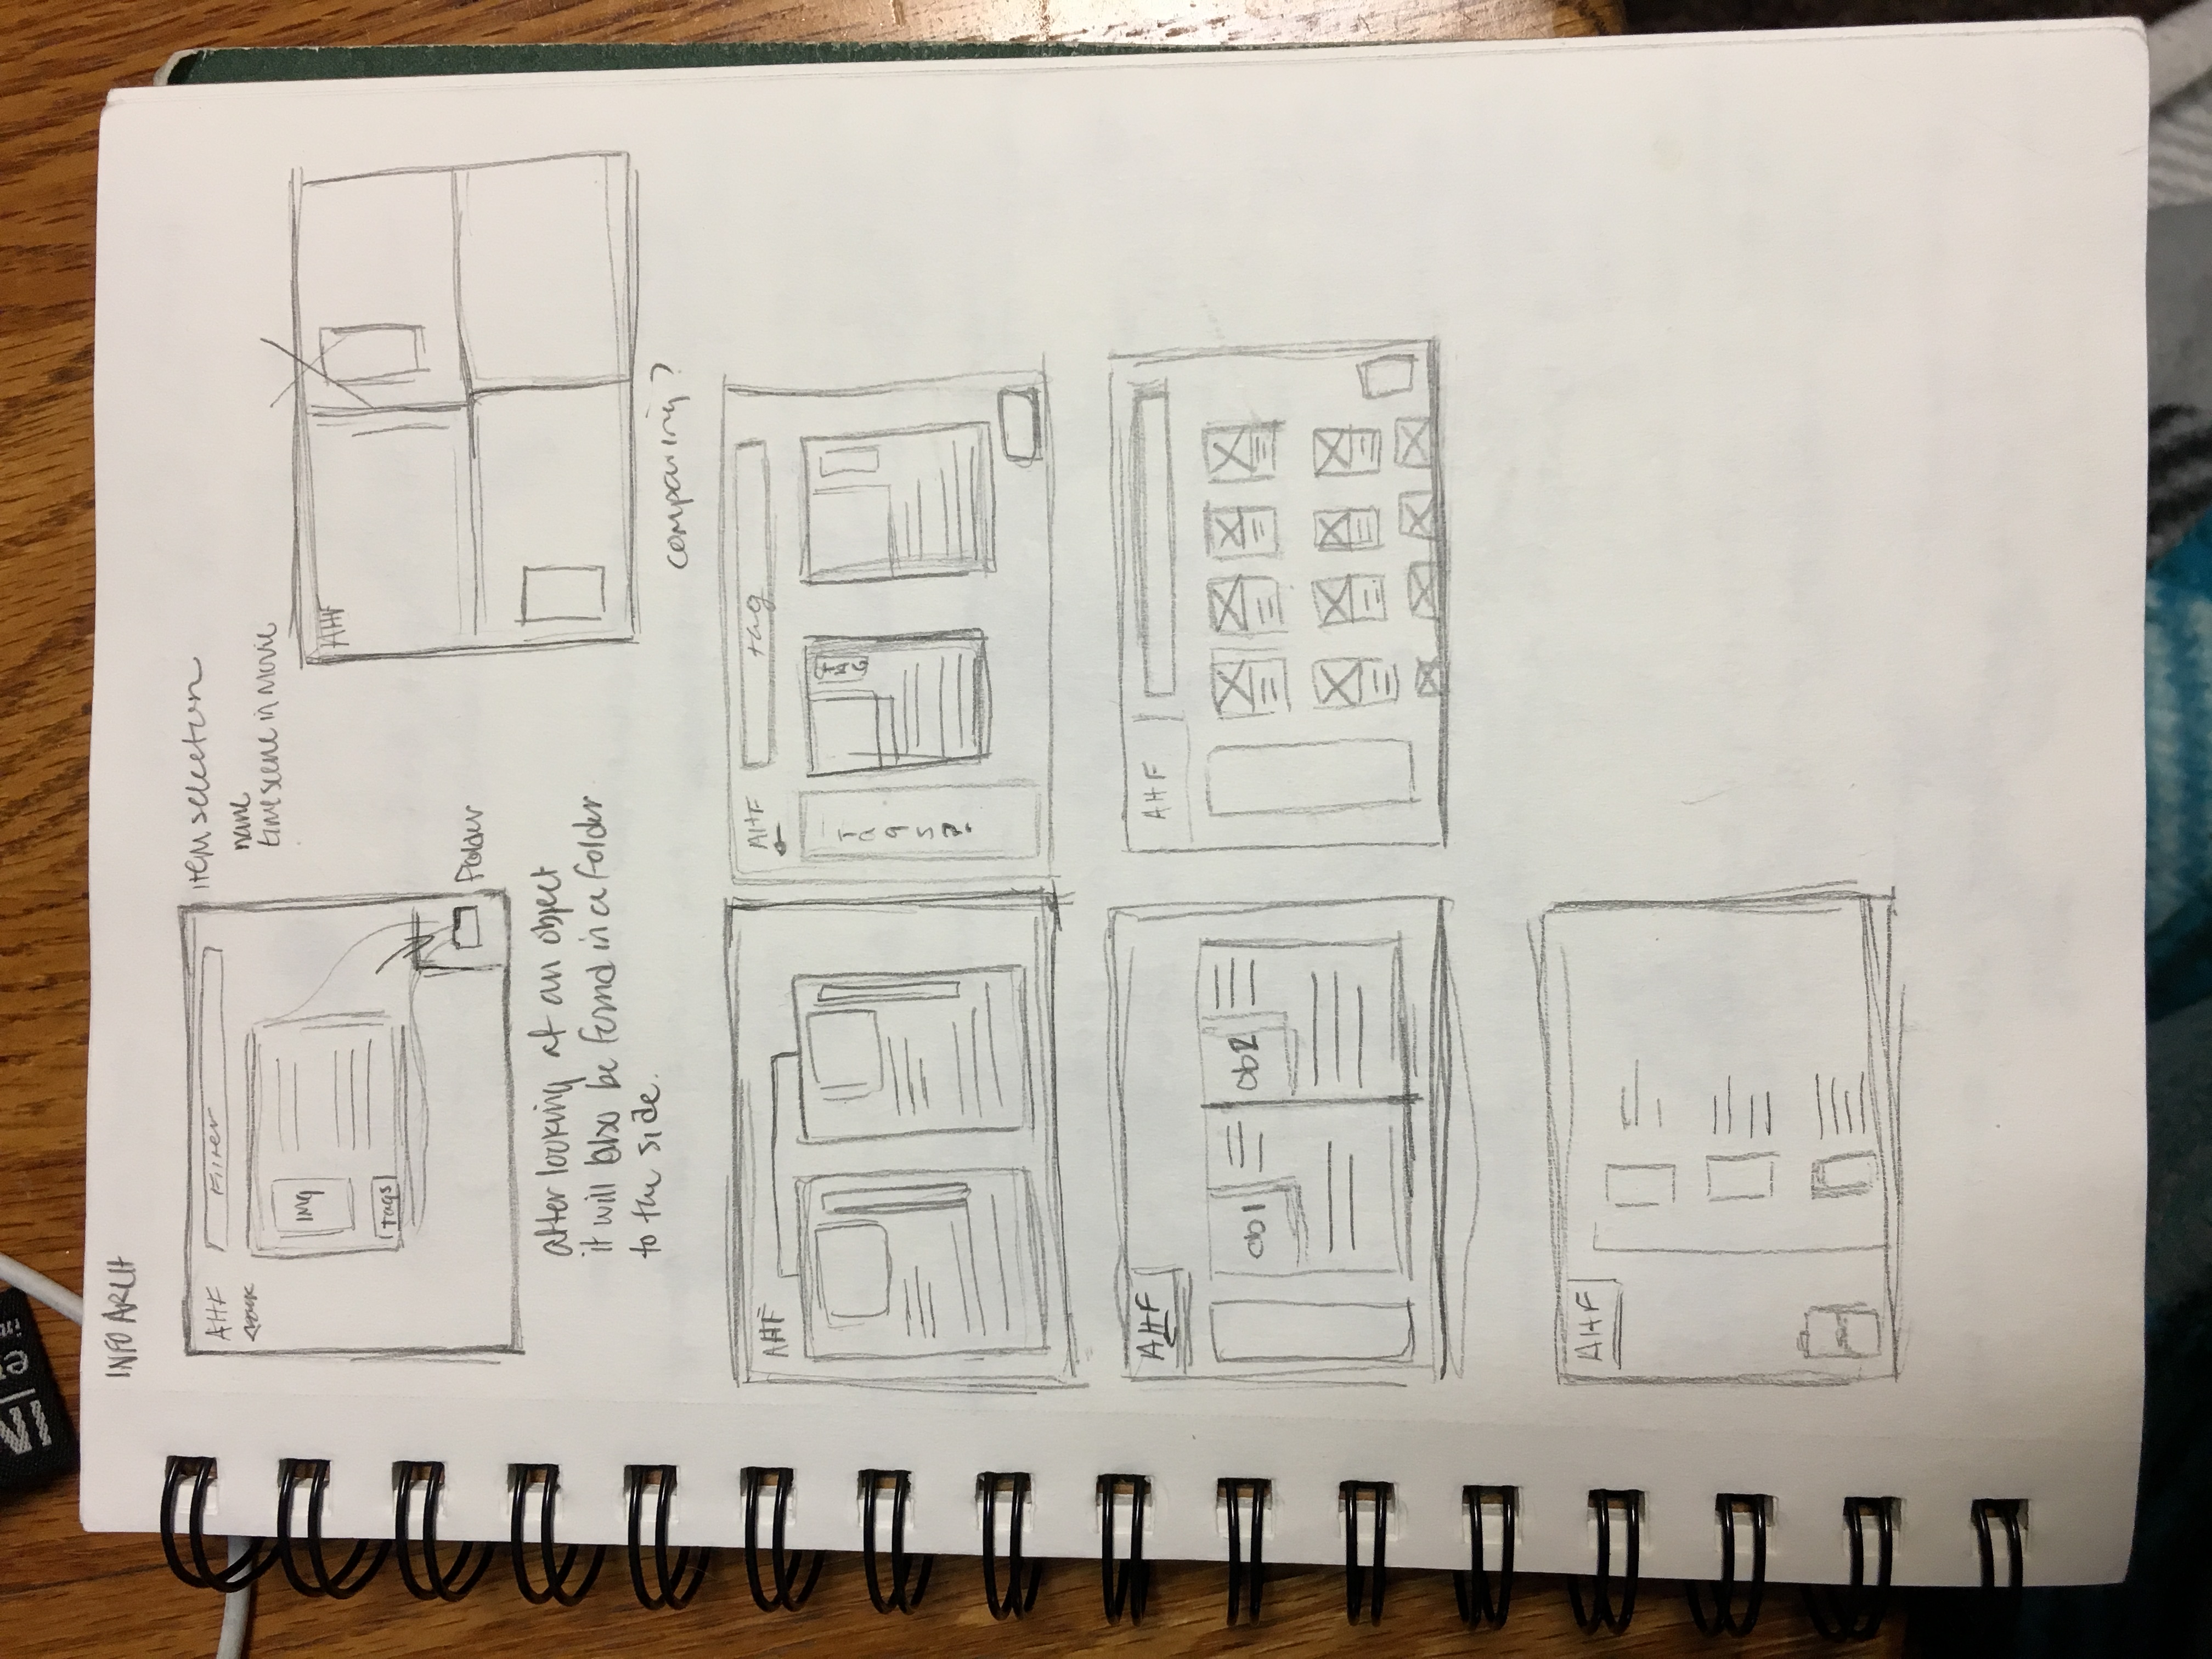 INFO ARCH
AHF
Filter
back
Img
tags
item selection
name
time scene in movie
Folder
after looking at an object
it will also be found in a folder
to the side.
AHF
comparing?
AHF
AHF
tag
Tags?
TAG
AHF
ob1
ob2
AHF
AHF